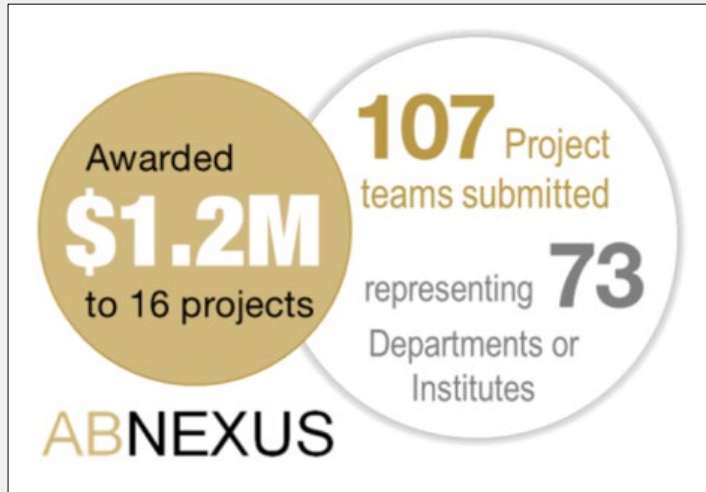 Awarded
$1.2M
to 16 projects
107 Project
teams submitted
representing 73
Departments or
Institutes
ABNEXUS